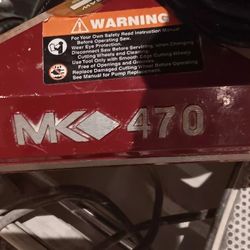 WARNING
For Your Own Safety Read Instruction
Before Operating Saw.
Wear Eye Protection.
Disconnect Saw Before Servicing, when Changing
Cutting Wheels and Cleaning.
Use Tool Only with Smooth Edge Cutting Wheels
Free of Openings and Grooves.
Replace Damaged Cutting Wheel Before Operating
See Manual for Pump Replacement.
MK 470